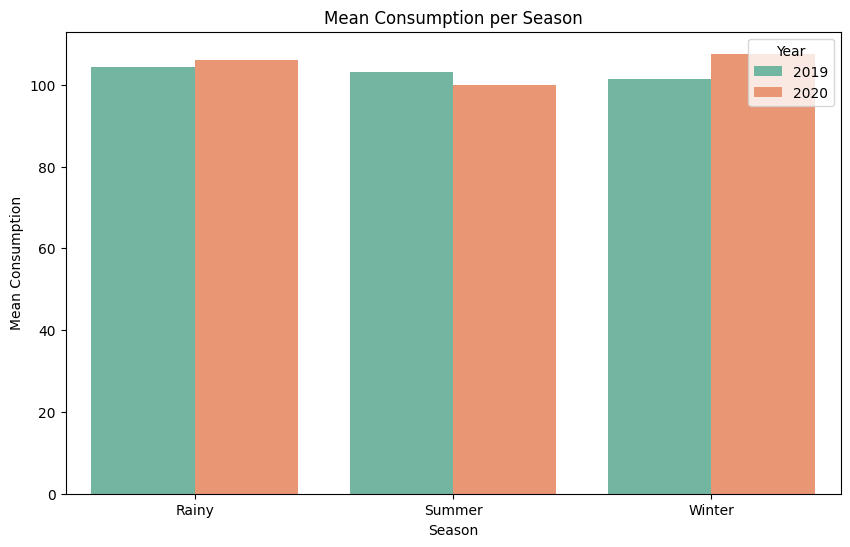 Mean Consumption per Season
Year
2019
2020
100
80
60
40
20
0
Mean Consumption
Rainy
Summer
Winter
Season